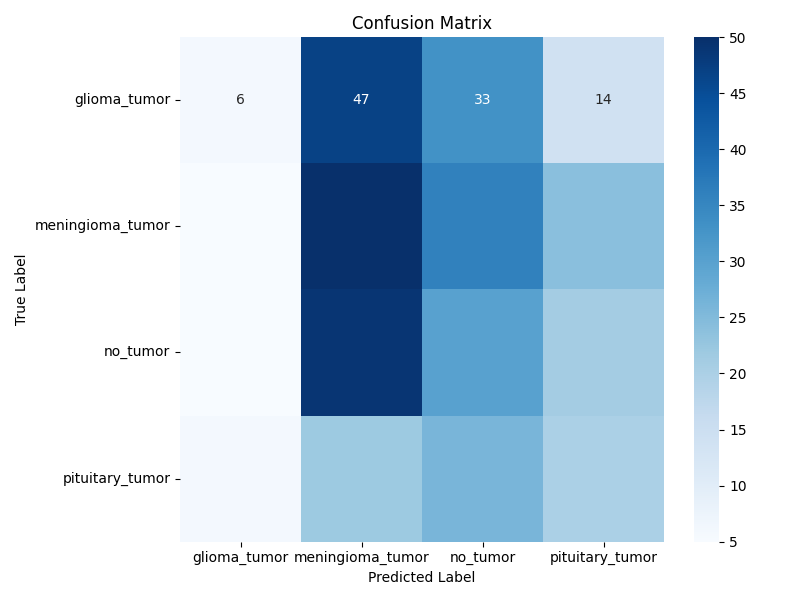 Confusion Matrix
glioma_tumor
6 47 33 14
meningioma_tumor
no_tumor
pituitary_tumor
True Label
glioma_tumor meningioma_tumor no_tumor pituitary_tumor
Predicted Label
50
45
40
35
30
25
20
15
10
5